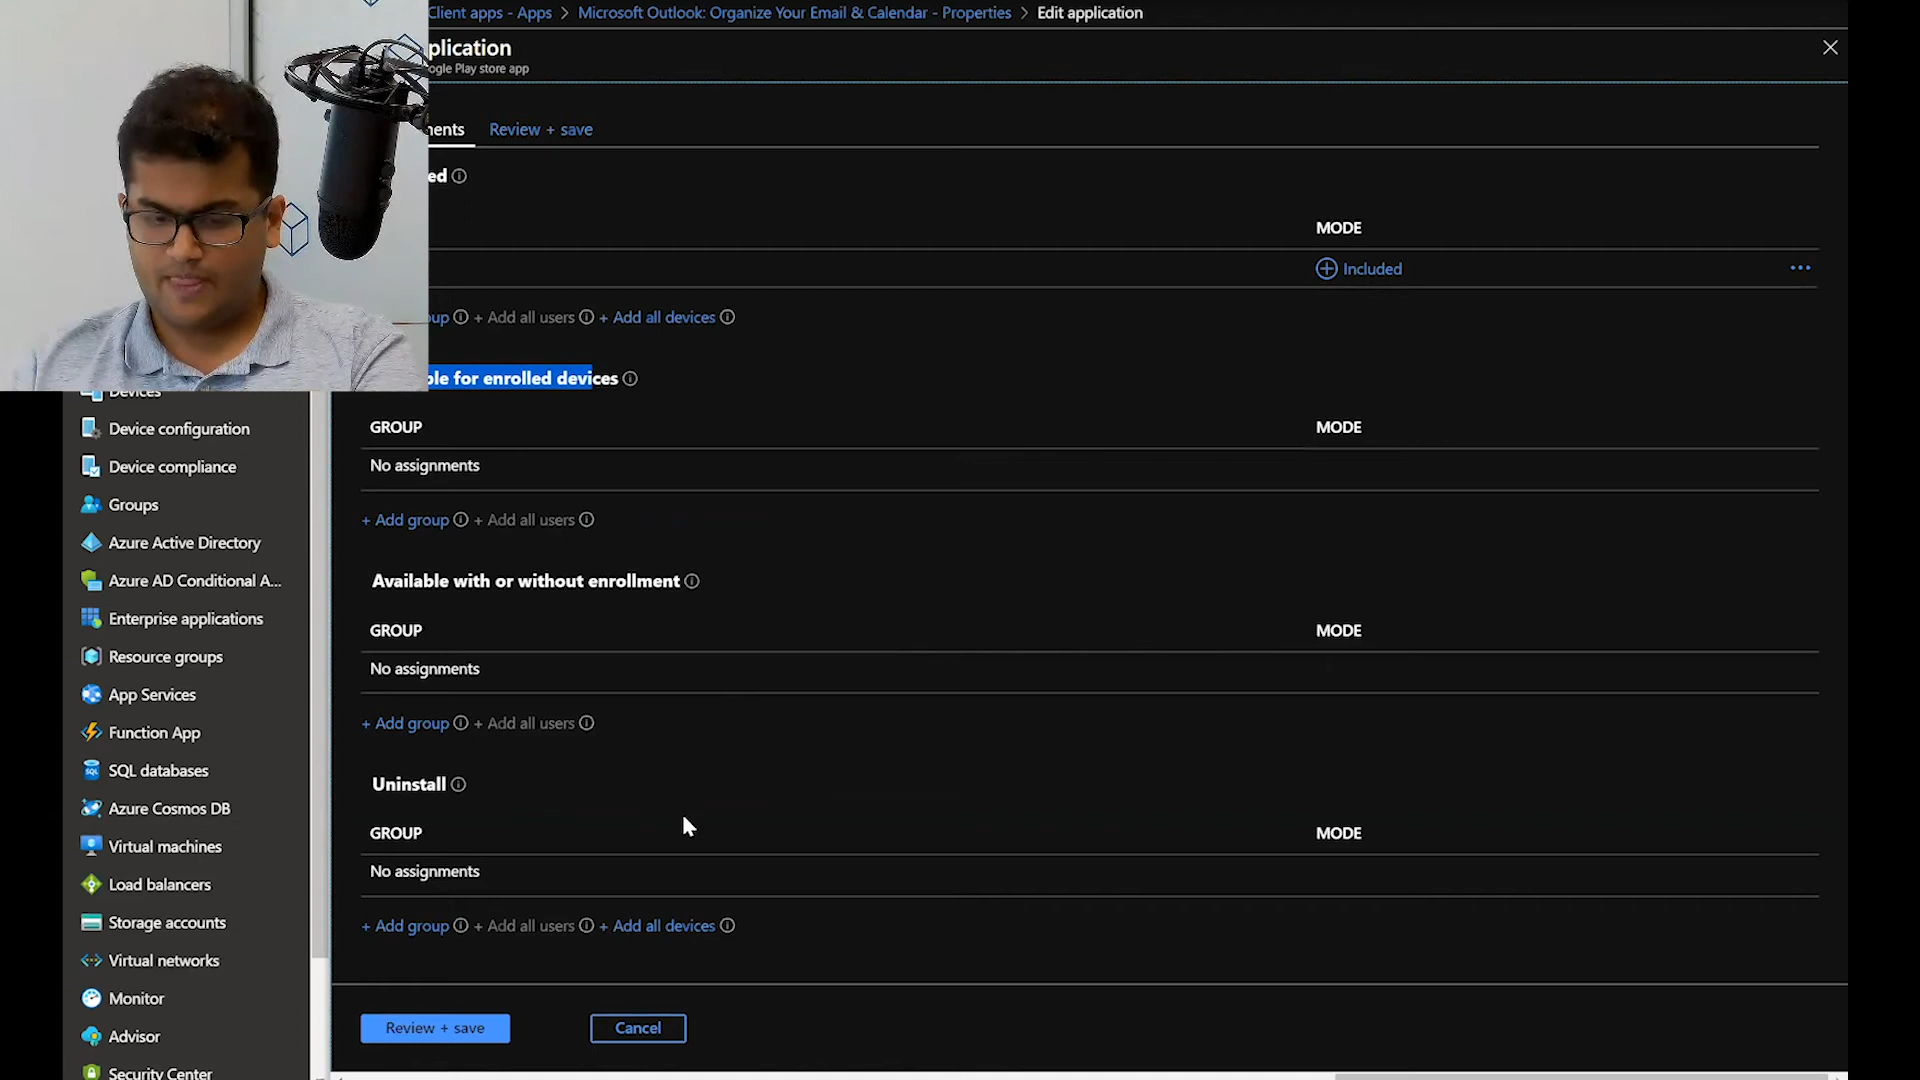 Client apps - Apps > Microsoft Outlook: Organize Your Email & Calendar - Properties > Edit application
plication
ogle Play store app
nents Review + save
ed
MODE
Included
up + Add all users + Add all devices
ble for enrolled devices
GROUP MODE
No assignments
+ Add group + Add all users
Available with or without enrollment
GROUP MODE
No assignments
+ Add group + Add all users
Uninstall
GROUP MODE
No assignments
+ Add group + Add all users + Add all devices
Review + save Cancel
Devices
Device configuration
Device compliance
Groups
Azure Active Directory
Azure AD Conditional A...
Enterprise applications
Resource groups
App Services
Function App
SQL databases
Azure Cosmos DB
Virtual machines
Load balancers
Storage accounts
Virtual networks
Monitor
Advisor
Security Center